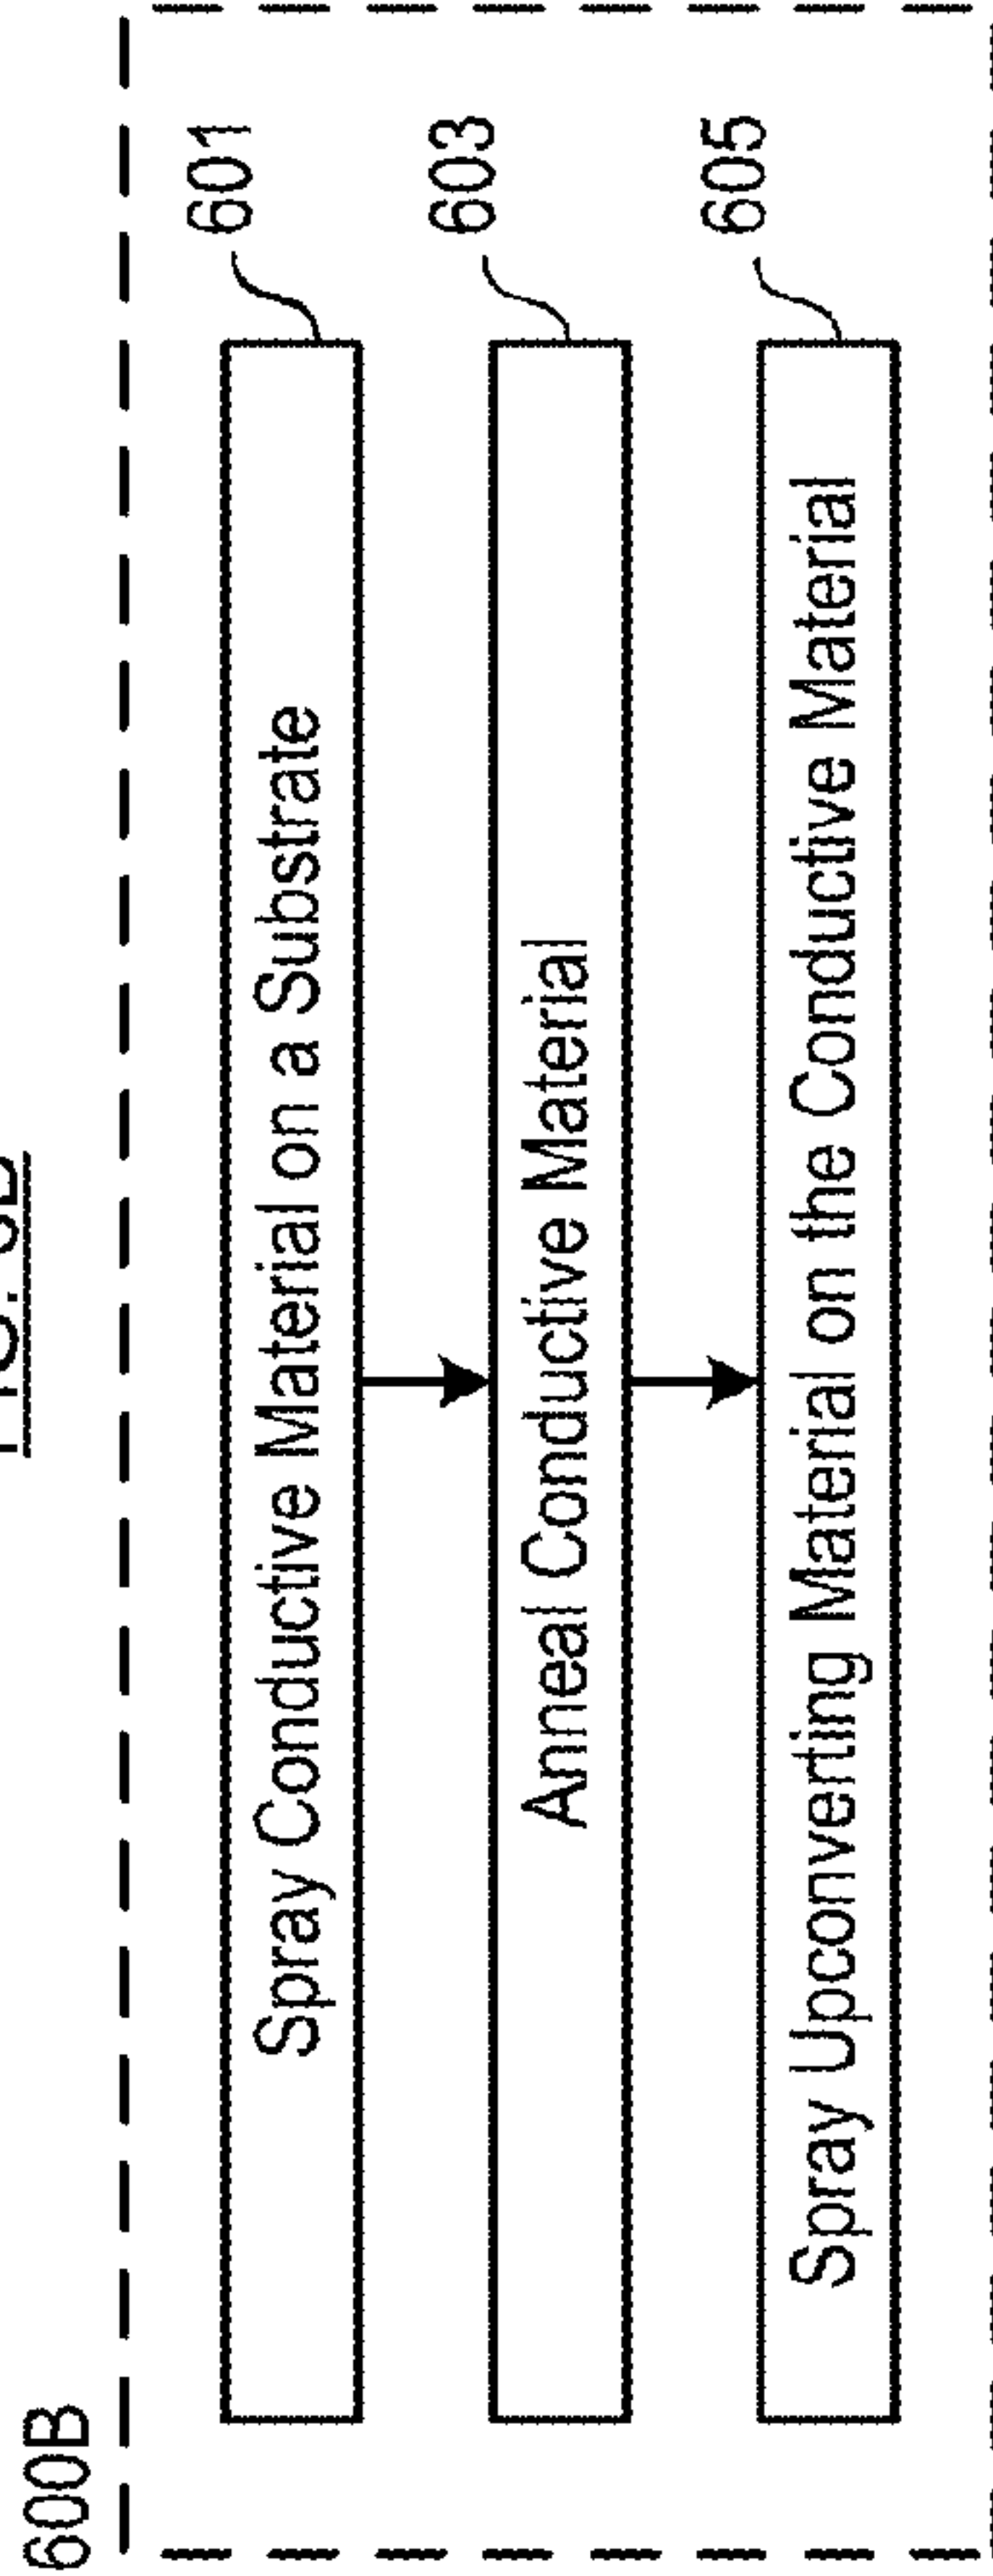 600B
Spray Conductive Material on a Substrate
601
Anneal Conductive Material
603
Spray Upconverting Material on the Conductive Material
605